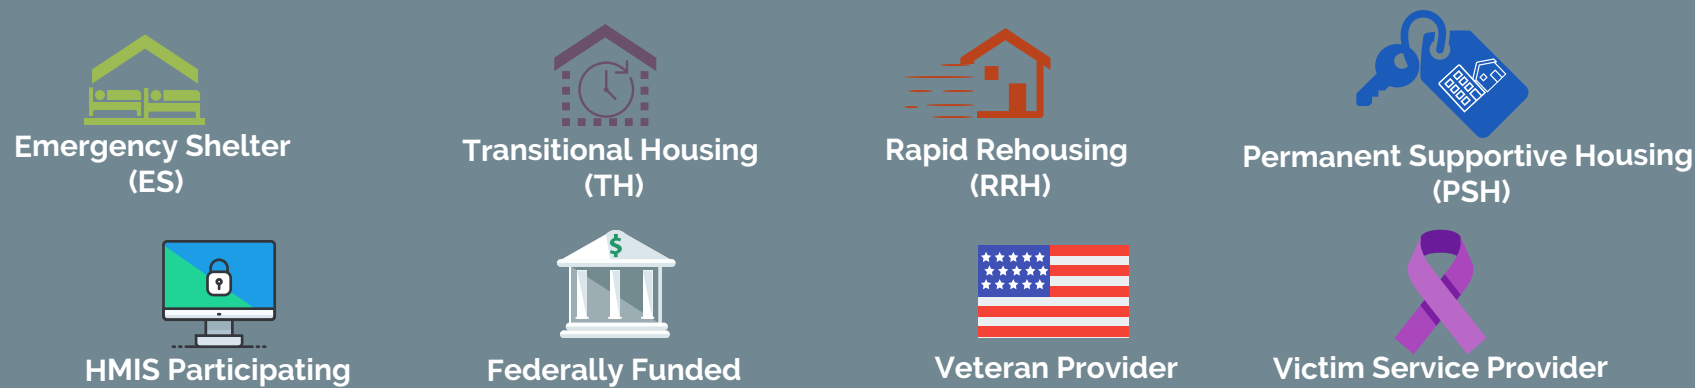 Emergency Shelter
(ES)
Transitional Housing
(TH)
Rapid Rehousing
(RRH)
Permanent Supportive Housing
(PSH)
$
HMIS Participating
Federally Funded
Veteran Provider
Victim Service Provider